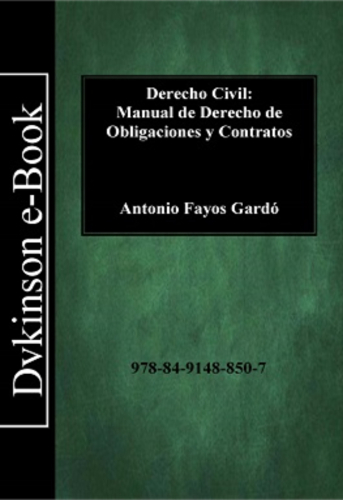 Derecho Civil:
Manual de Derecho de
Obligaciones y Contratos
Antonio Fayos Gardó
978-84-9148-850-7
Dykinson e-Book